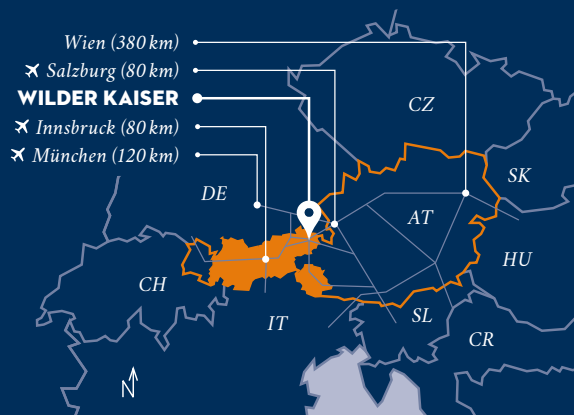 Wien (380 km)
Salzburg (80 km)
WILDER KAISER
Innsbruck (80 km)
München (120 km)
CZ
SK
DE
AT
HU
CH
IT
SL
CR
N